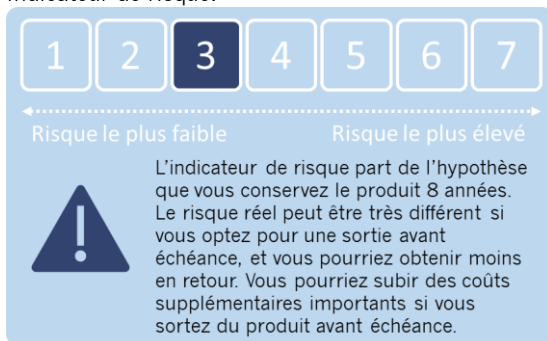 Indicateur de risque:
1 2 3 4 5 6 7
Risque le plus faible Risque le plus élevé
L'indicateur de risque part de l'hypothèse
que vous conservez le produit 8 années.
Le risque réel peut être très différent si
vous optez pour une sortie avant
échéance, et vous pourriez obtenir moins
en retour. Vous pourriez subir des coûts
supplémentaires importants si vous
sortez du produit avant échéance.